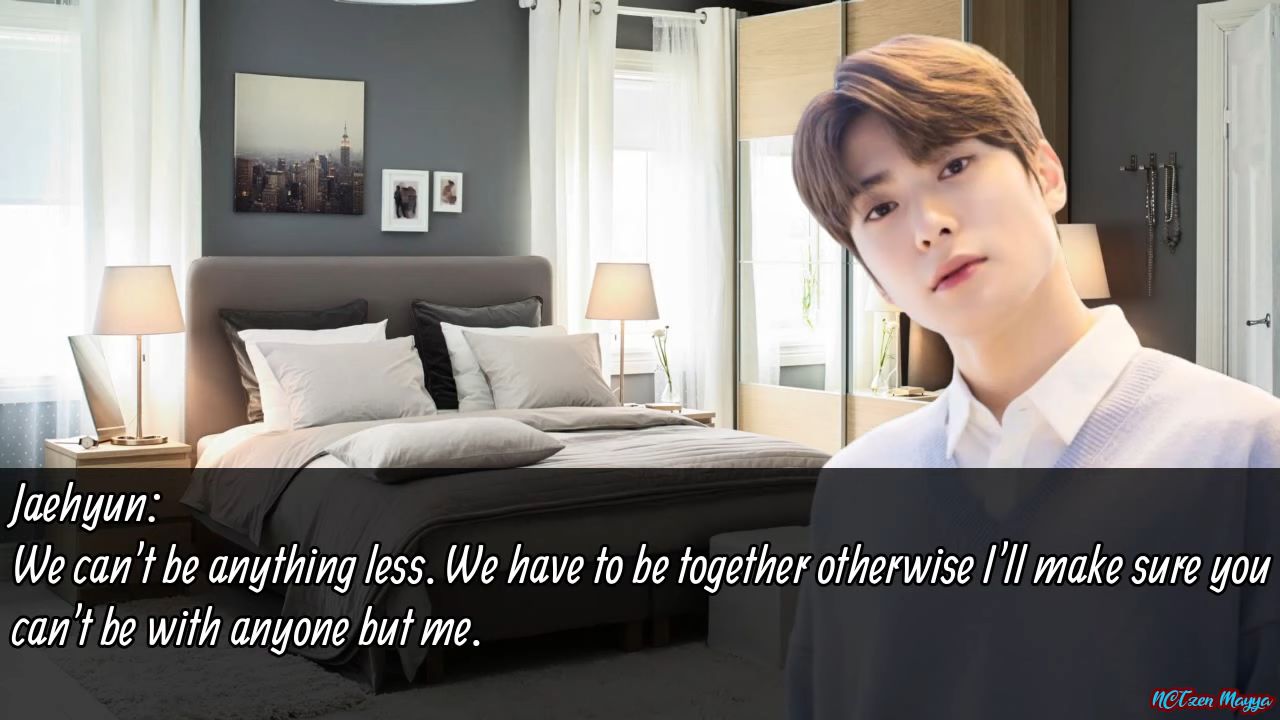 Jaehyun:
We can't be anything less. We have to be together otherwise I'll make sure you
can't be with anyone but me.
NCTzen Mayya